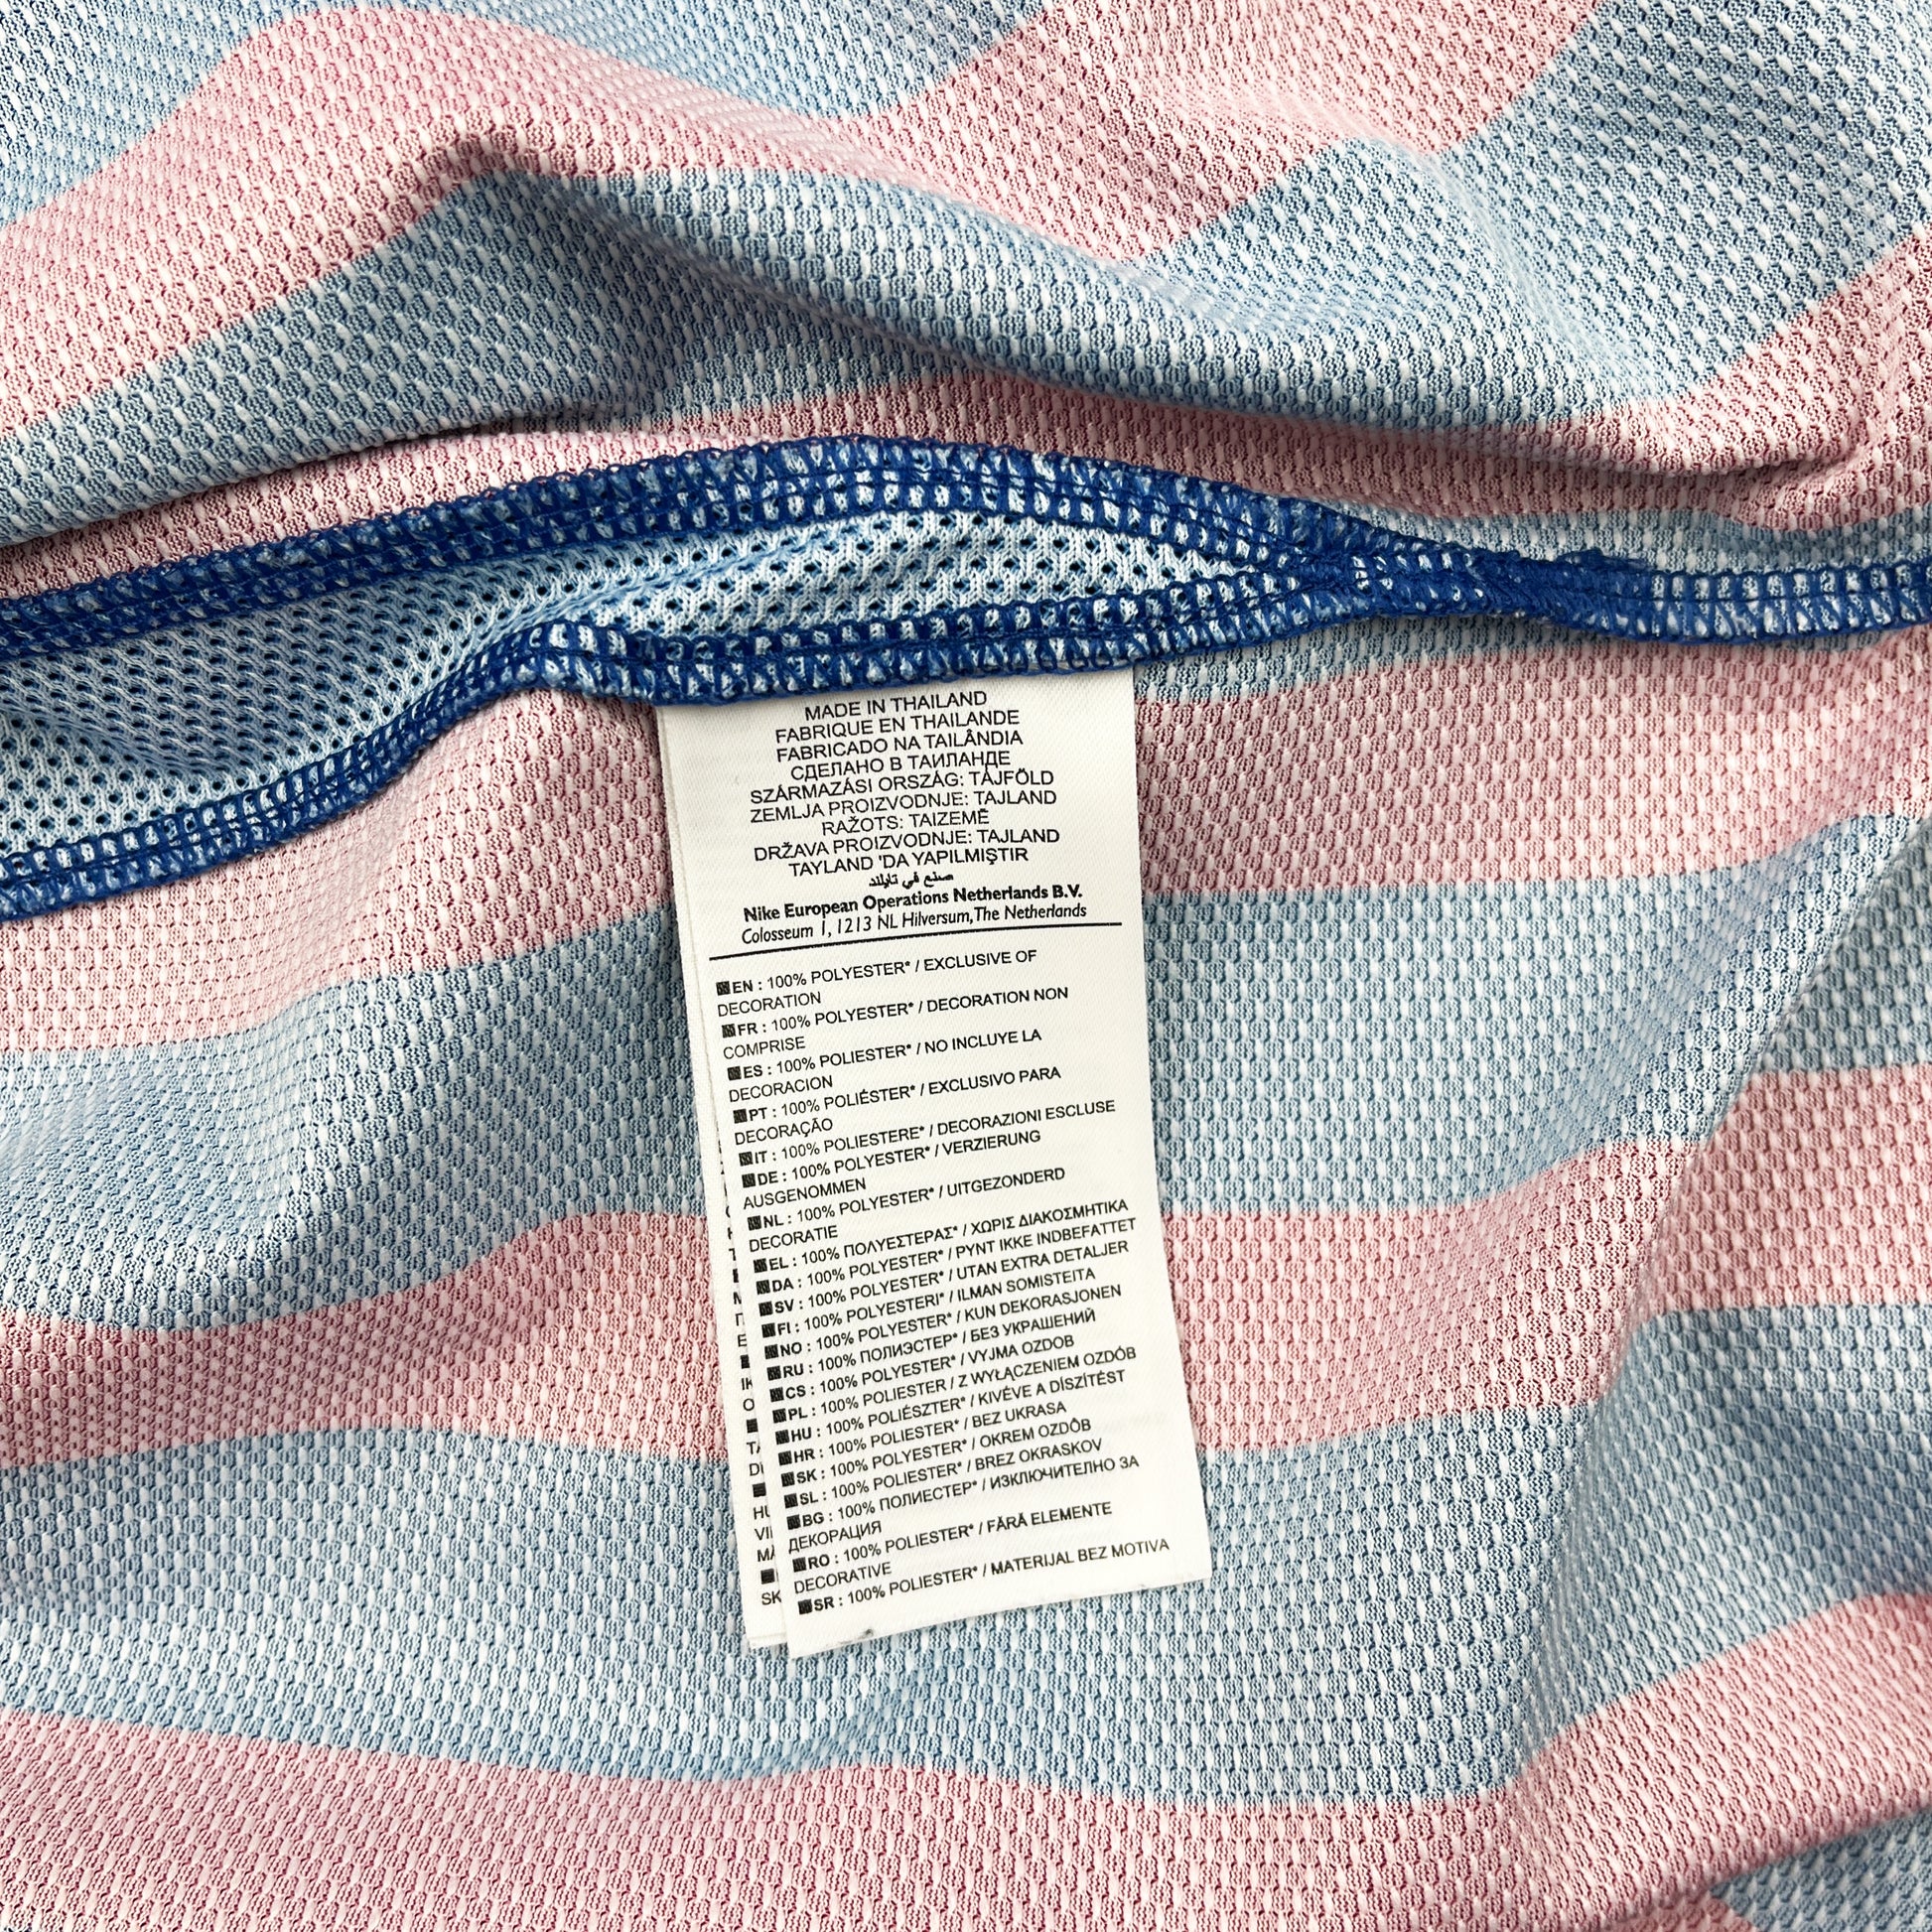 MADE IN THAILAND
FABRIQUE EN THAILANDE
FABRICADO NA TAILÂNDIA
СДЕЛАНО В ТАИЛАНДЕ
SZÁRMAZÁSI ORSZÁG: TÁJFÖLD
ZEMLJA PROIZVODNJE: TAJLAND
RAŽOTS: TAIZEMĒ
DRŽAVA PROIZVODNJE: TAJLAND
TAYLAND 'DA YAPILMIŞTIR
صنع في تايلند
Nike European Operations Netherlands B.V.
Colosseum 1, 1213 NL Hilversum, The Netherlands
EN : 100% POLYESTER* / EXCLUSIVE OF
DECORATION
FR : 100% POLYESTER* / DECORATION NON
COMPRISE
ES : 100% POLIESTER* / NO INCLUYE LA
DECORACION
PT : 100% POLIÉSTER* / EXCLUSIVO PARA
DECORAÇÃO
IT : 100% POLIESTERE* / DECORAZIONI ESCLUSE
DE : 100% POLYESTER* / VERZIERUNG
AUSGENOMMEN
NL : 100% POLYESTER* / UITGEZONDERD
DECORATIE
EL : 100% ΠΟΛΥΕΣΤΕΡΑΣ* / ΧΩΡΙΣ ΔΙΑΚΟΣΜΗΤΙΚΑ
DA : 100% POLYESTER* / PYNT IKKE INDBEFATTET
SV : 100% POLYESTER* / UTAN EXTRA DETALJER
FI : 100% POLYESTERI* / ILMAN SOMISTEITA
NO : 100% POLYESTER* / KUN DEKORASJONEN
RU : 100% ПОЛИЭСТЕР* / БЕЗ УКРАШЕНИЙ
CS : 100% POLYESTER* / VYJMA OZDOB
PL : 100% POLIESTER / Z WYŁĄCZENIEM OZDÓB
HU : 100% POLIÉSZTER* / KIVÉVE A DÍSZÍTÉST
HR : 100% POLIESTER* / BEZ UKRASA
SK : 100% POLYESTER* / OKREM OZDÔB
SL : 100% POLIESTER* / BREZ OKRASKOV
BG : 100% ПОЛИЕСТЕР* / ИЗКЛЮЧИТЕЛНО ЗА
ДЕКОРАЦИЯ
RO : 100% POLIESTER* / FĂRĂ ELEMENTE
DECORATIVE
SR : 100% POLIESTER* / MATERIJAL BEZ MOTIVA